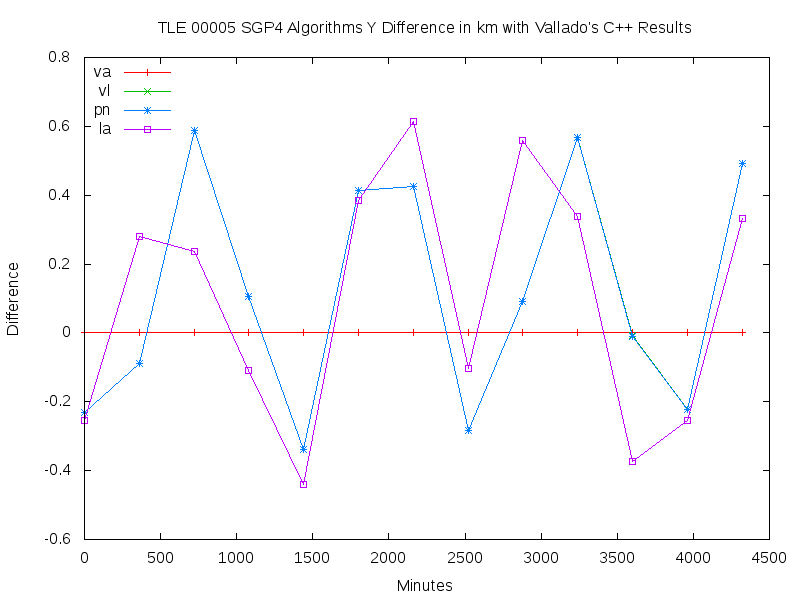 TLE 00005 SGP4 Algorithms Y Difference in km with Vallado's C++ Results
0.8
va
vl
pn
la
0.6
0.4
0.2
0
-0.2
-0.4
-0.6
Difference
0 500 1000 1500 2000 2500 3000 3500 4000 4500
Minutes